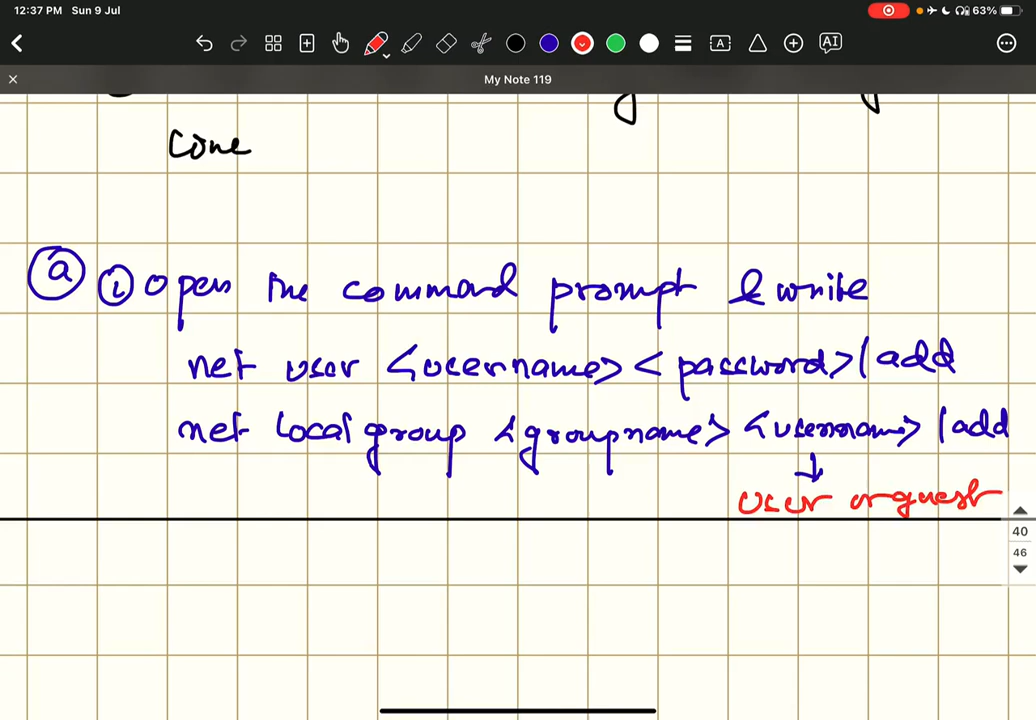 12:37 PM Sun 9 Jul
63%
A
AI
My Note 119
Cone
a i open the command prompt & write
net user <username> <password> /add
net localgroup <groupname> <username> /add
user or guest
40
46